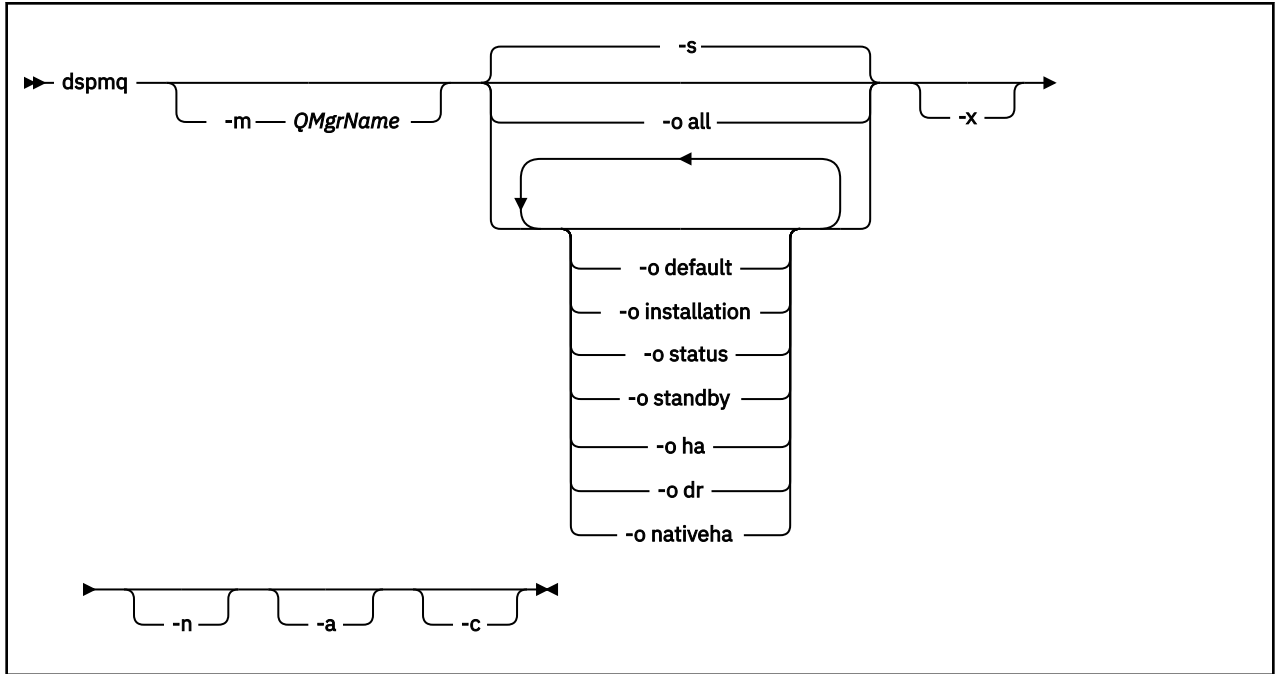 -s
dspmq
-m QMgrName
-o all
-x
-o default
-o installation
-o status
-o standby
-o ha
-o dr
-o nativeha
-n
-a
-c